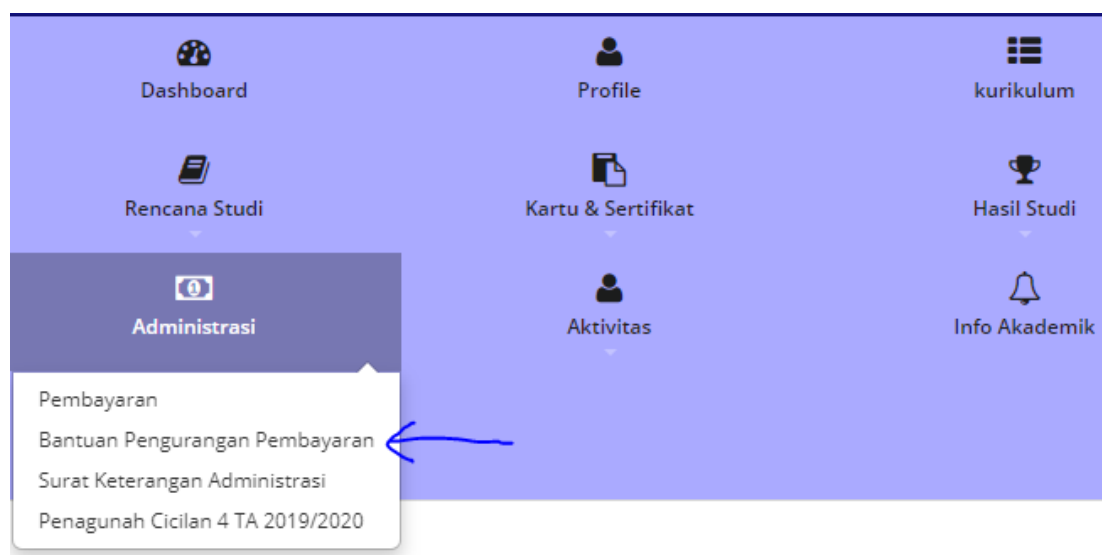 Dashboard
Profile
kurikulum
Rencana Studi
Kartu & Sertifikat
Hasil Studi
Administrasi
Aktivitas
Info Akademik
Pembayaran
Bantuan Pengurangan Pembayaran
Surat Keterangan Administrasi
Penagunah Cicilan 4 TA 2019/2020